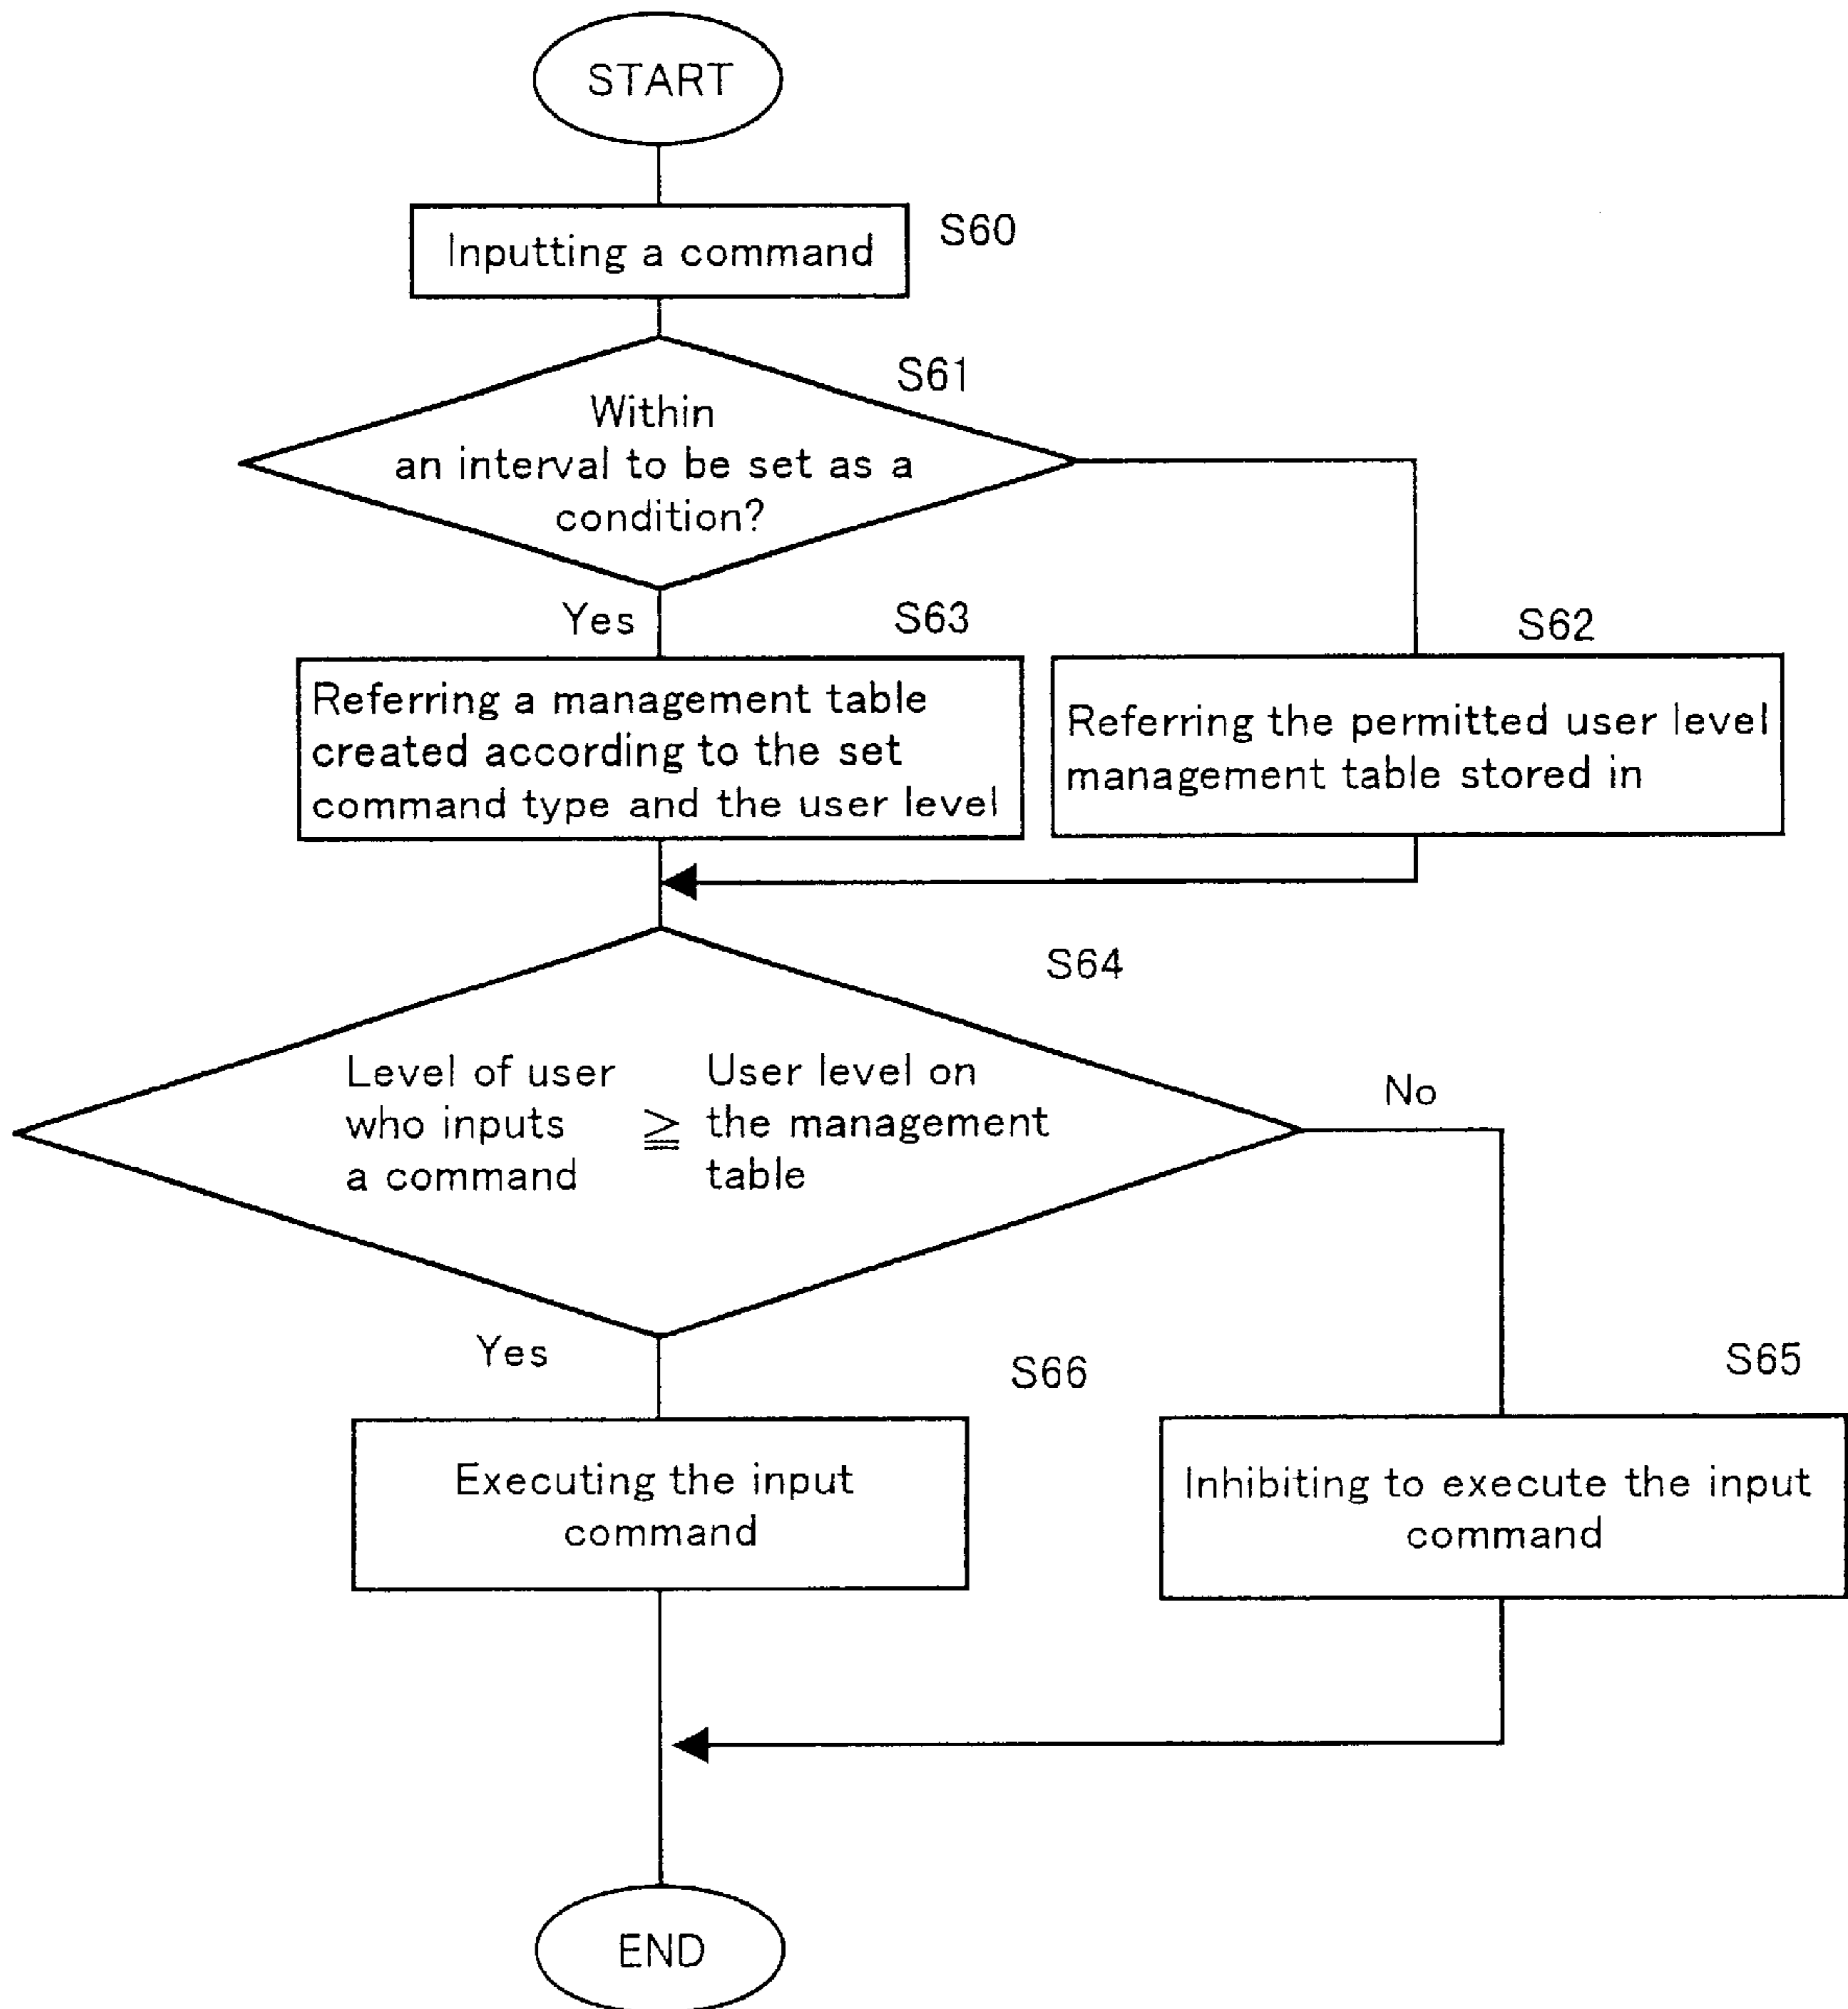 START
Inputting a command
S60
S61
Within
an interval to be set as a
condition?
Yes
S63
S62
Referring a management table
created according to the set
command type and the user level
Referring the permitted user level
management table stored in
S64
Level of user
who inputs
a command
≧
User level on
the management
table
No
Yes
S66
S65
Executing the input
command
Inhibiting to execute the input
command
END